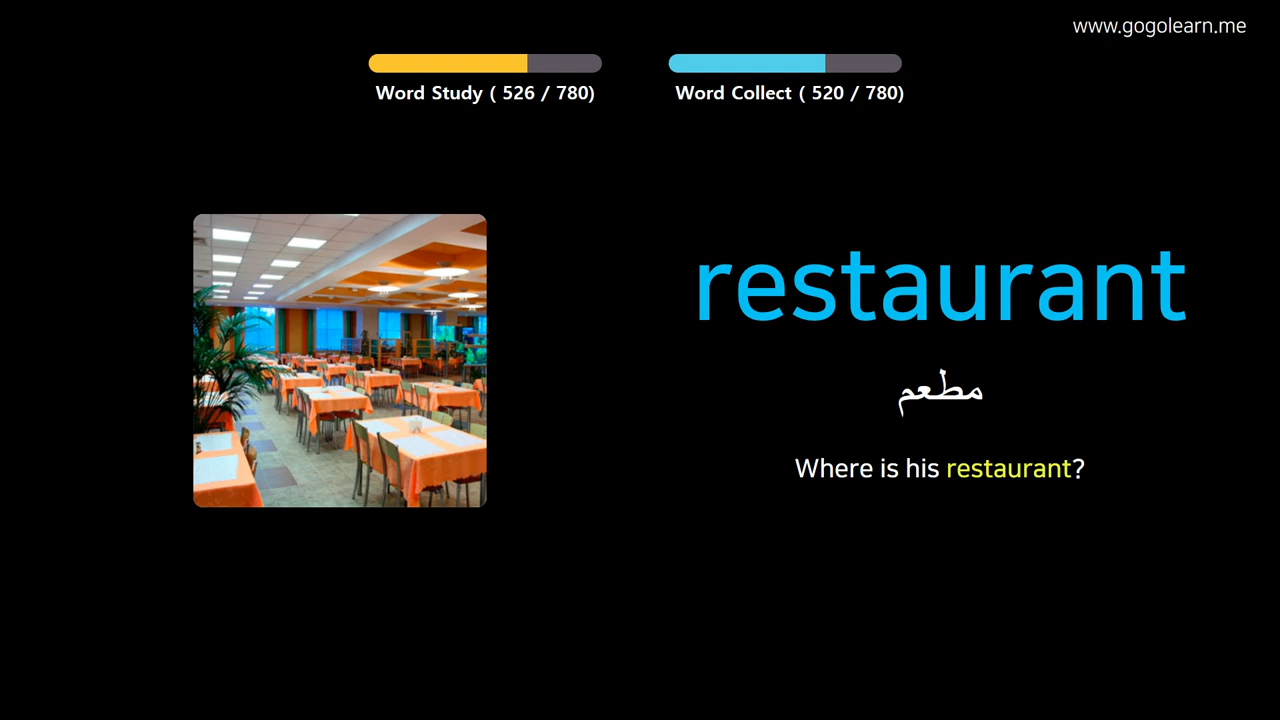 www.gogolearn.me
Word Study ( 526 / 780)
Word Collect ( 520 / 780)
restaurant
مطعم
Where is his restaurant?